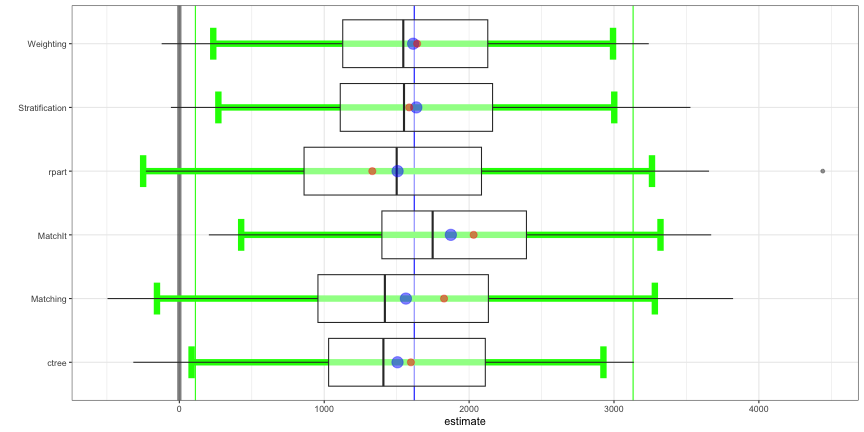 Weighting
Stratification
rpart
MatchIt
Matching
ctree
0 1000 2000 3000 4000
estimate